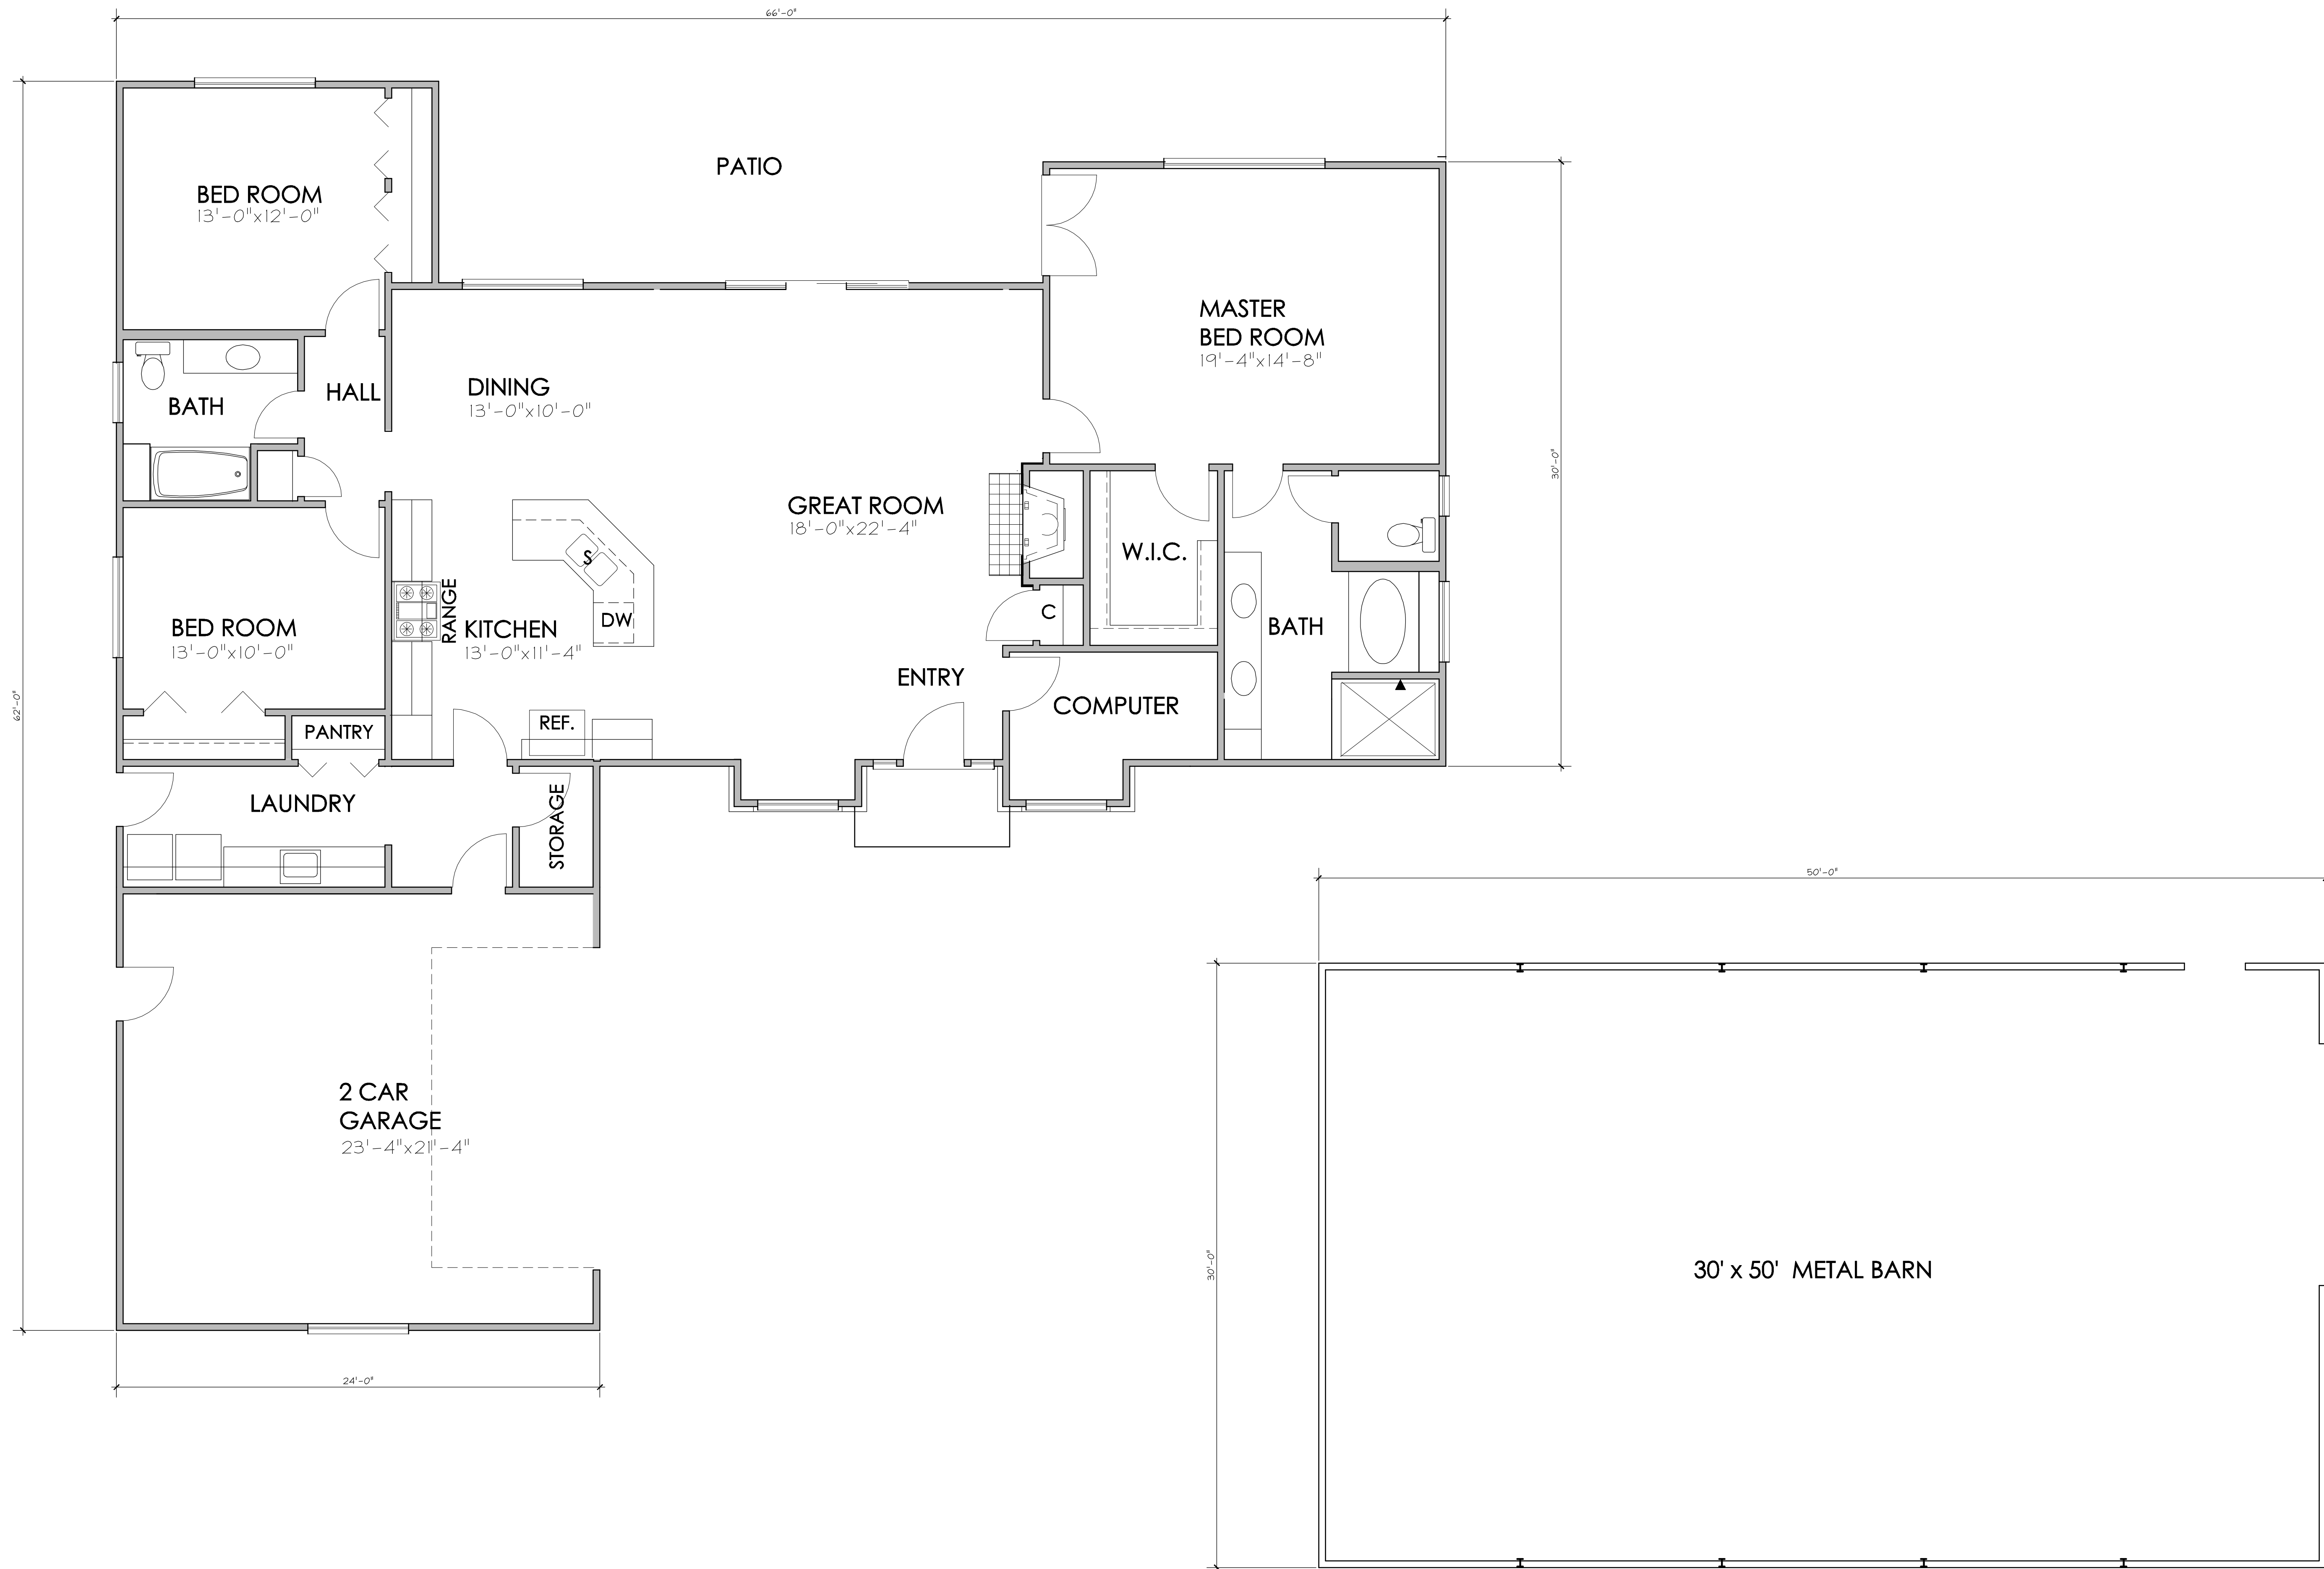 66'-0"
PATIO
BED ROOM
13'-0"x12'-0"
MASTER
BED ROOM
19'-4"x14'-8"
HALL
BATH
DINING
13'-0"x10'-0"
30'-0"
GREAT ROOM
18'-0"x22'-4"
S
W.I.C.
RANGE
C
DW
BED ROOM
13'-0"x10'-0"
KITCHEN
13'-0"x11'-4"
BATH
ENTRY
62'-0"
COMPUTER
REF.
PANTRY
LAUNDRY
STORAGE
50'-0"
2 CAR
GARAGE
23'-4"x21'-4"
30'-0"
30' x 50' METAL BARN
24'-0"